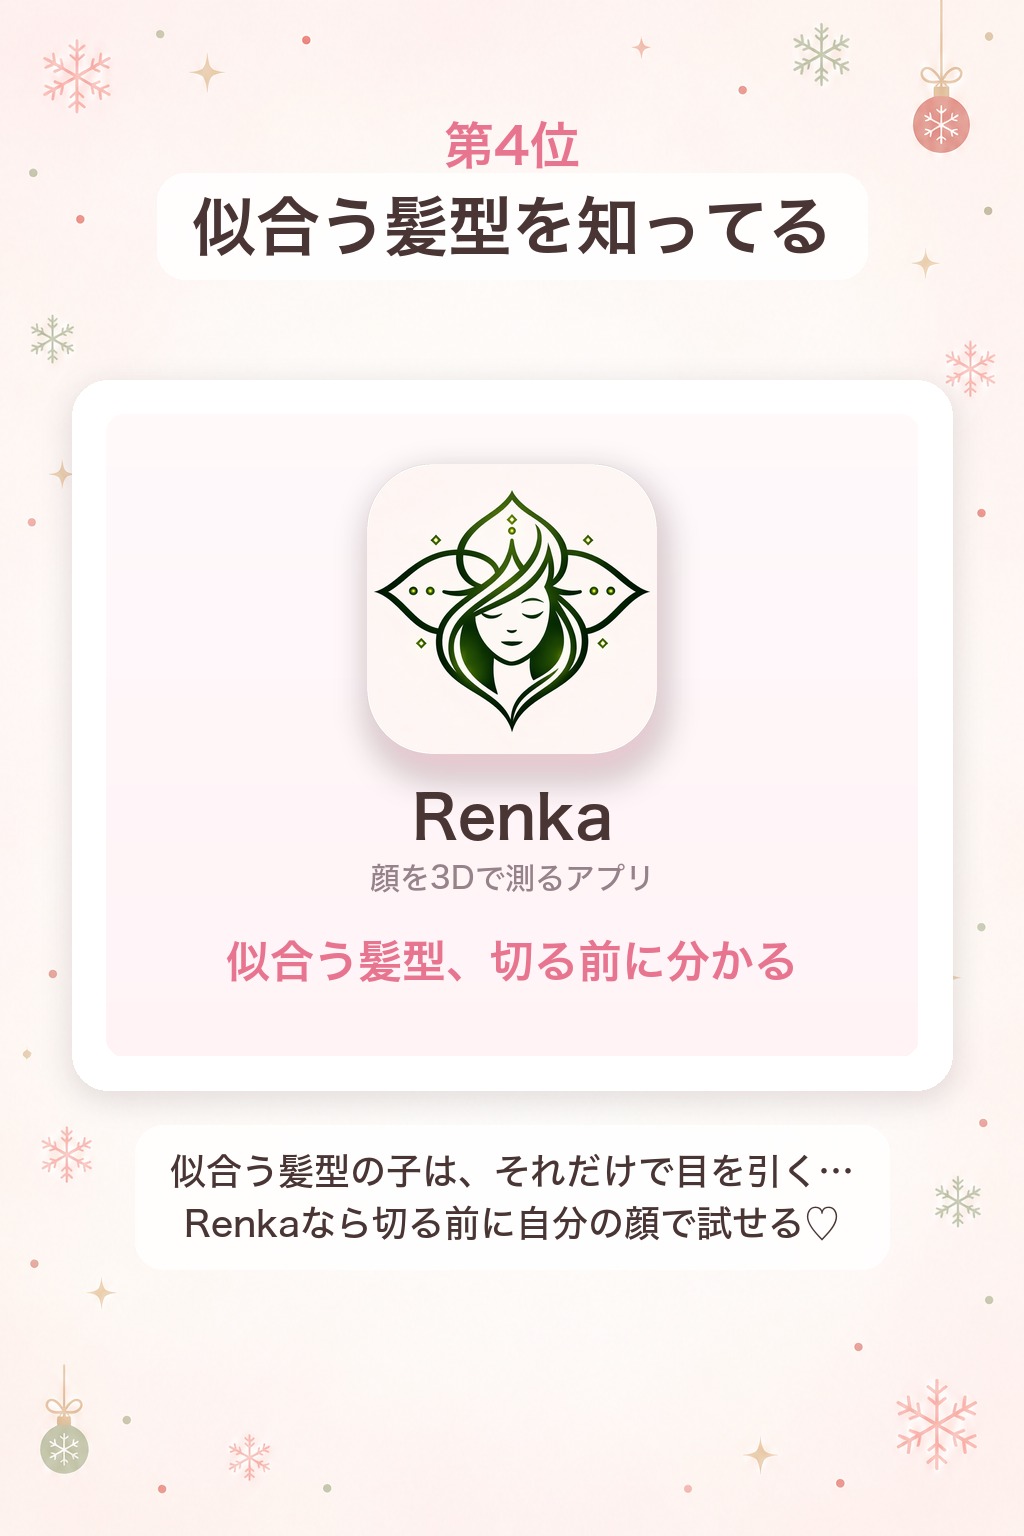 第4位
似合う髪型を知ってる
Renka
顔を3Dで測るアプリ
似合う髪型、切る前に分かる
似合う髪型の子は、それだけで目を引く…
Renkaなら切る前に自分の顔で試せる♡